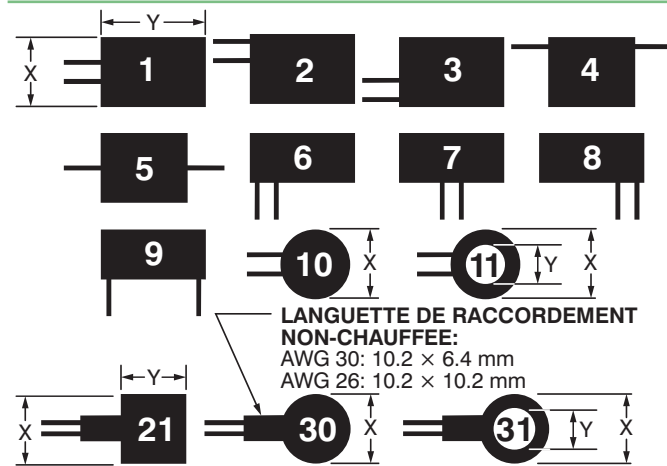 Y
X 1 2 3 4
5 6 7 8
9 10 X 11 Y X
LANGUETTE DE RACCORDEMENT
NON-CHAUFFEE:
AWG 30: 10.2 × 6.4 mm
AWG 26: 10.2 × 10.2 mm
Y
X 21 30 X 31 Y X